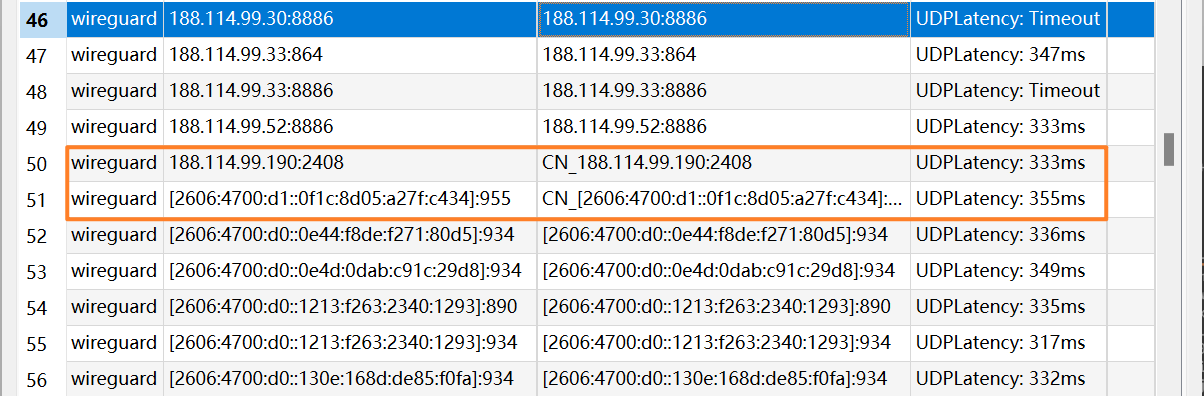 46 wireguard 188.114.99.30:8886 188.114.99.30:8886 UDPLatency: Timeout
47 wireguard 188.114.99.33:864 188.114.99.33:864 UDPLatency: 347ms
48 wireguard 188.114.99.33:8886 188.114.99.33:8886 UDPLatency: Timeout
49 wireguard 188.114.99.52:8886 188.114.99.52:8886 UDPLatency: 333ms
50 wireguard 188.114.99.190:2408 CN_188.114.99.190:2408 UDPLatency: 333ms
51 wireguard [2606:4700:d1::0f1c:8d05:a27f:c434]:955 CN_[2606:4700:d1::0f1c:8d05:a27f:c434]:... UDPLatency: 355ms
52 wireguard [2606:4700:d0::0e44:f8de:f271:80d5]:934 [2606:4700:d0::0e44:f8de:f271:80d5]:934 UDPLatency: 336ms
53 wireguard [2606:4700:d0::0e4d:0dab:c91c:29d8]:934 [2606:4700:d0::0e4d:0dab:c91c:29d8]:934 UDPLatency: 349ms
54 wireguard [2606:4700:d0::1213:f263:2340:1293]:890 [2606:4700:d0::1213:f263:2340:1293]:890 UDPLatency: 335ms
55 wireguard [2606:4700:d0::1213:f263:2340:1293]:934 [2606:4700:d0::1213:f263:2340:1293]:934 UDPLatency: 317ms
56 wireguard [2606:4700:d0::130e:168d:de85:f0fa]:934 [2606:4700:d0::130e:168d:de85:f0fa]:934 UDPLatency: 332ms